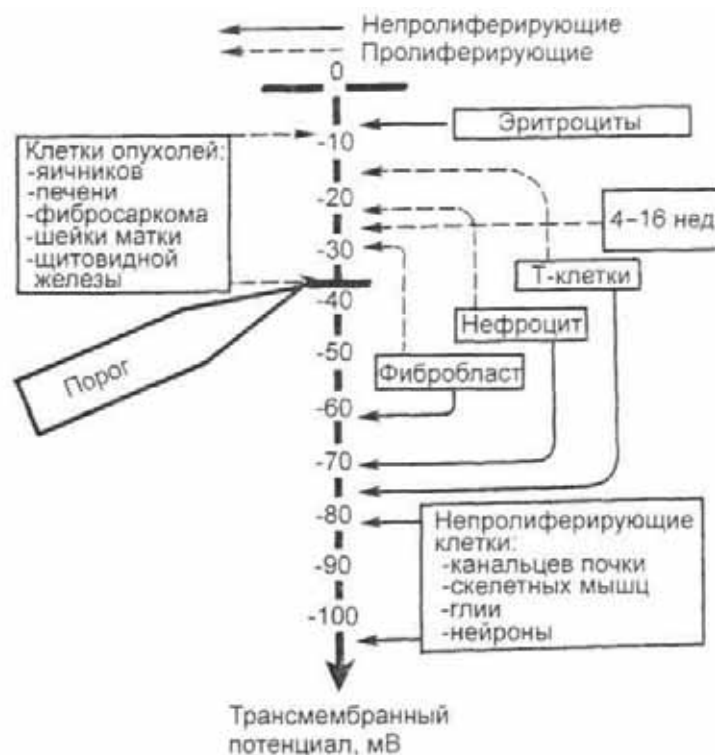 Непролиферирующие
Пролиферирующие
0
-10
-20
-30
-40
-50
-60
-70
-80
-90
-100
Эритроциты
Клетки опухолей:
-яичников
-печени
-фибросаркома
-шейки матки
-щитовидной
железы
4–16 нед
Т-клетки
Нефроцит
Фибробласт
Порог
Непролиферирующие
клетки:
-канальцев почки
-скелетных мышц
-глии
-нейроны
Трансмембранный
потенциал, мВ